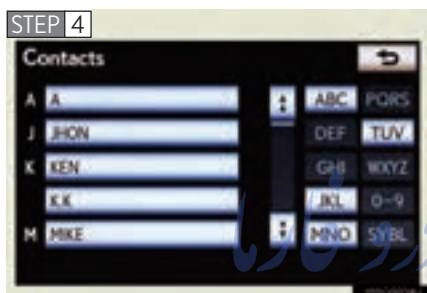 STEP 4
Contacts
A A ABC PQRS
J JHON DEF TUV
K KEN GHI WXYZ
K.K JKL 0-9
M MIKE MNO SYBL